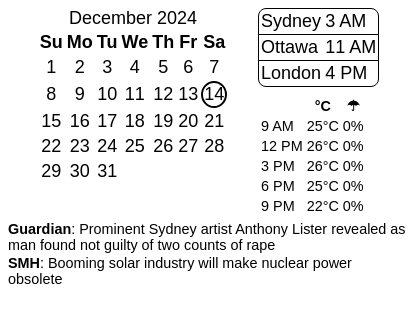 December 2024
Su Mo Tu We Th Fr Sa
1 2 3 4 5 6 7
8 9 10 11 12 13 14
15 16 17 18 19 20 21
22 23 24 25 26 27 28
29 30 31
Sydney 3 AM
Ottawa 11 AM
London 4 PM
°C ☂
9 AM 25°C 0%
12 PM 26°C 0%
3 PM 26°C 0%
6 PM 25°C 0%
9 PM 22°C 0%
Guardian: Prominent Sydney artist Anthony Lister revealed as
man found not guilty of two counts of rape
SMH: Booming solar industry will make nuclear power
obsolete